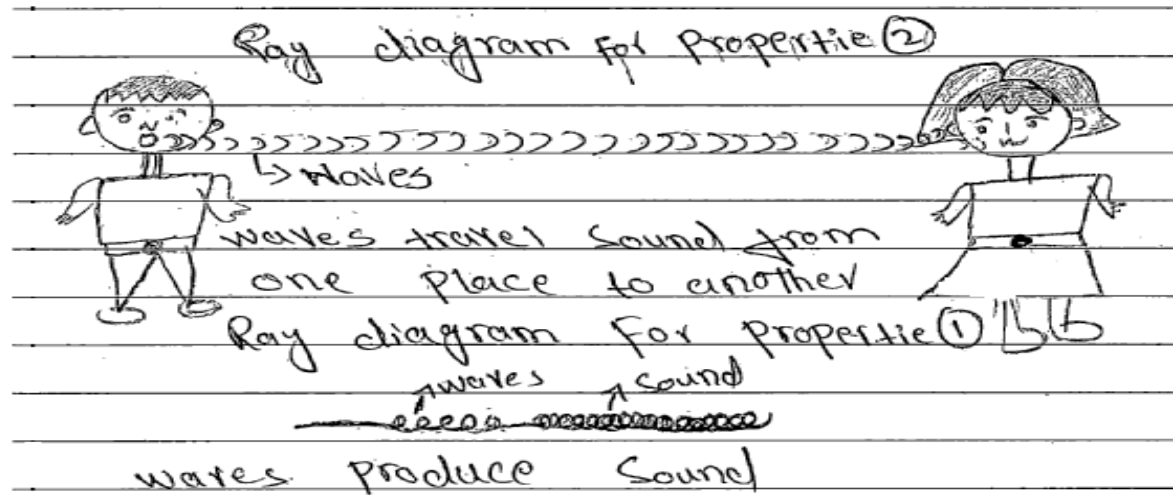 Ray diagram for Propertie ②
↳ waves
waves travel sound from
one place to another
Ray diagram For propertie ①
waves sound
waves produce sound